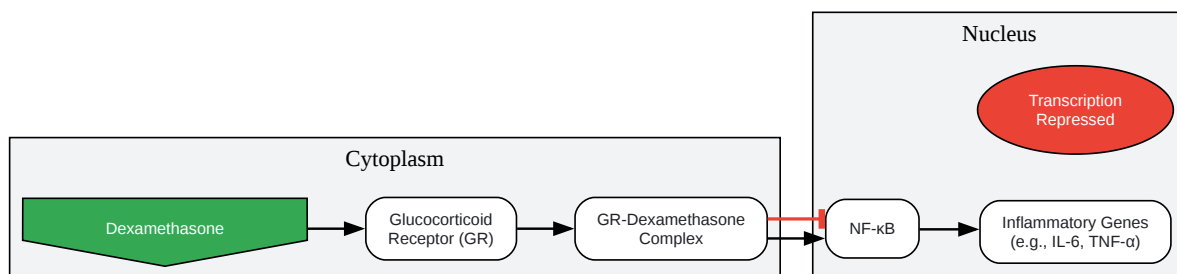 Nucleus
Transcription
Repressed
Cytoplasm
Dexamethasone
Glucocorticoid
Receptor (GR)
GR-Dexamethasone
Complex
NF-κB
Inflammatory Genes
(e.g., IL-6, TNF-α)